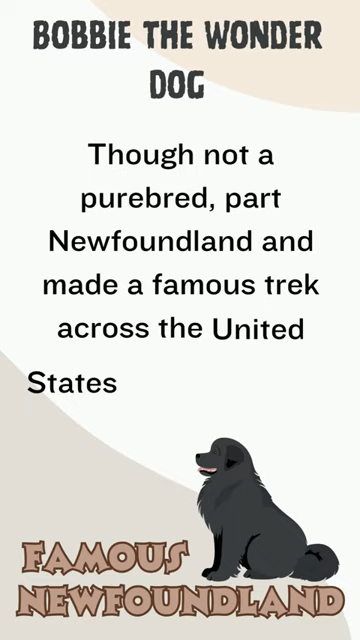 BOBBIE THE WONDER
DOG
Though not a
purebred, part
Newfoundland and
made a famous trek
across the United
States
FAMOUS
NEWFOUNDLAND